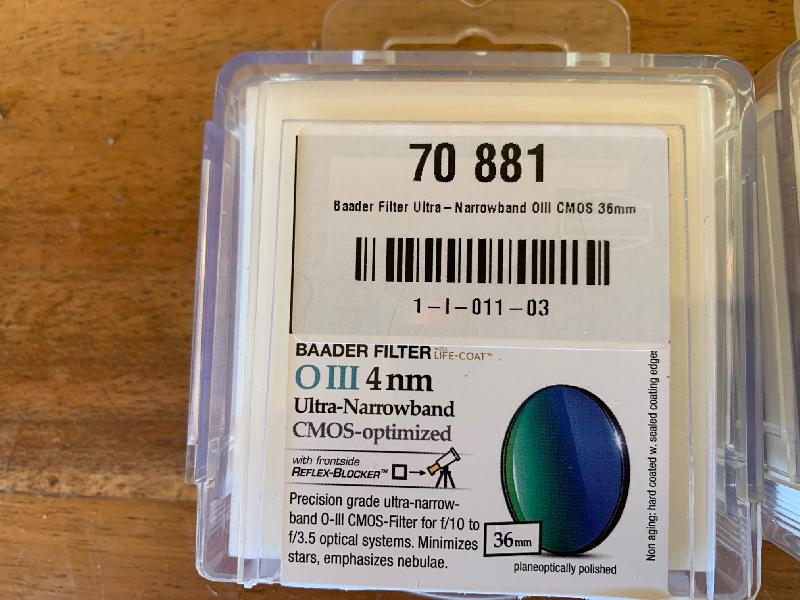 70 881
Baader Filter Ultra – Narrowband OIII CMOS 36mm
1–I–011–03
BAADER FILTER WITH LIFE-COAT™
O III 4 nm
Ultra-Narrowband
CMOS-optimized
with frontside
REFLEX-BLOCKER™
Precision grade ultra-narrow-
band O-III CMOS-Filter for f/10 to
f/3.5 optical systems. Minimizes
stars, emphasizes nebulae.
36mm
planeoptically polished
Non aging: hard coated w. sealed coating edge